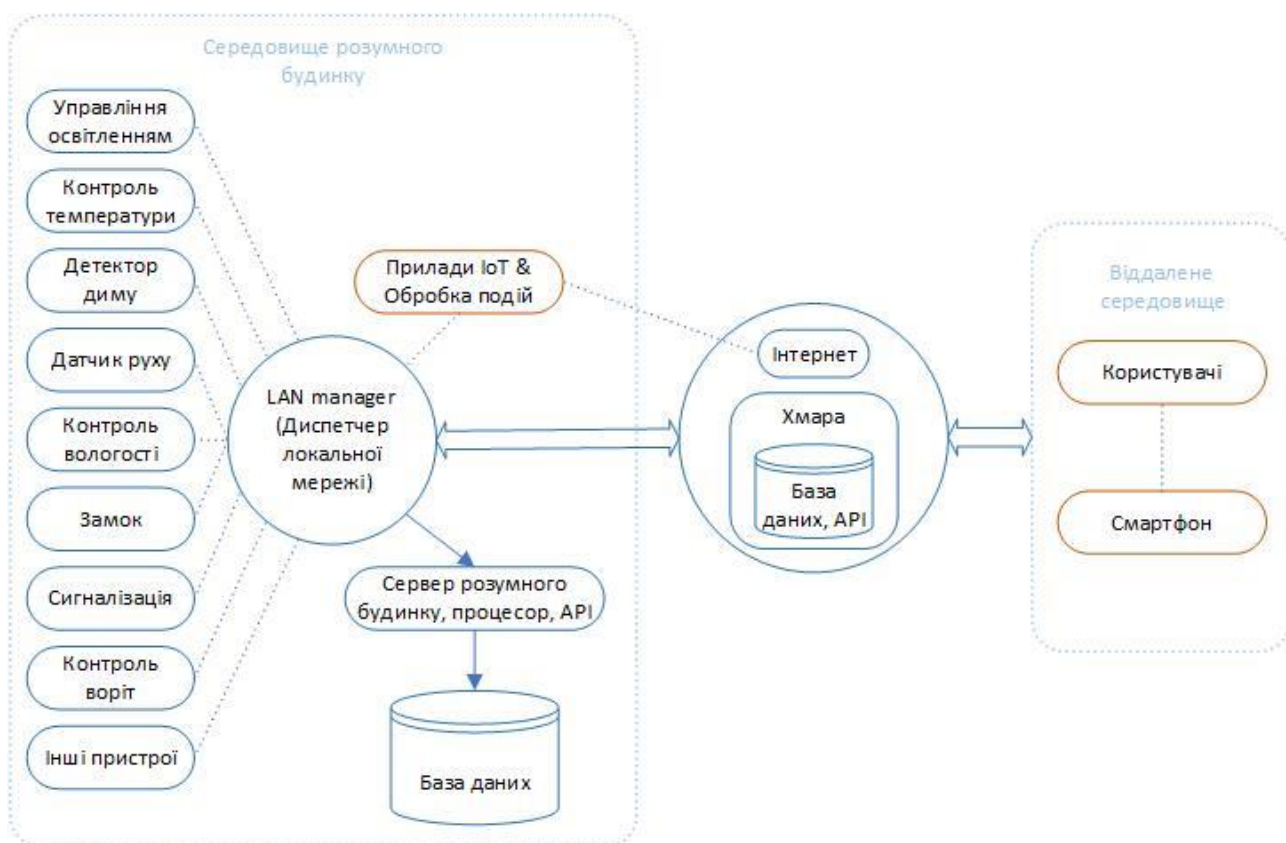 Середовище розумного
будинку
Управління
освітленням
Контроль
температури
Детектор
диму
Датчик руху
Контроль
вологості
Замок
Сигналізація
Контроль
воріт
Інші пристрої
Прилади IoT &
Обробка подій
LAN manager
(Диспетчер
локальної
мережі)
Сервер розумного
будинку, процесор, API
База даних
Інтернет
Хмара
База
даних, API
Віддалене
середовище
Користувачі
Смартфон